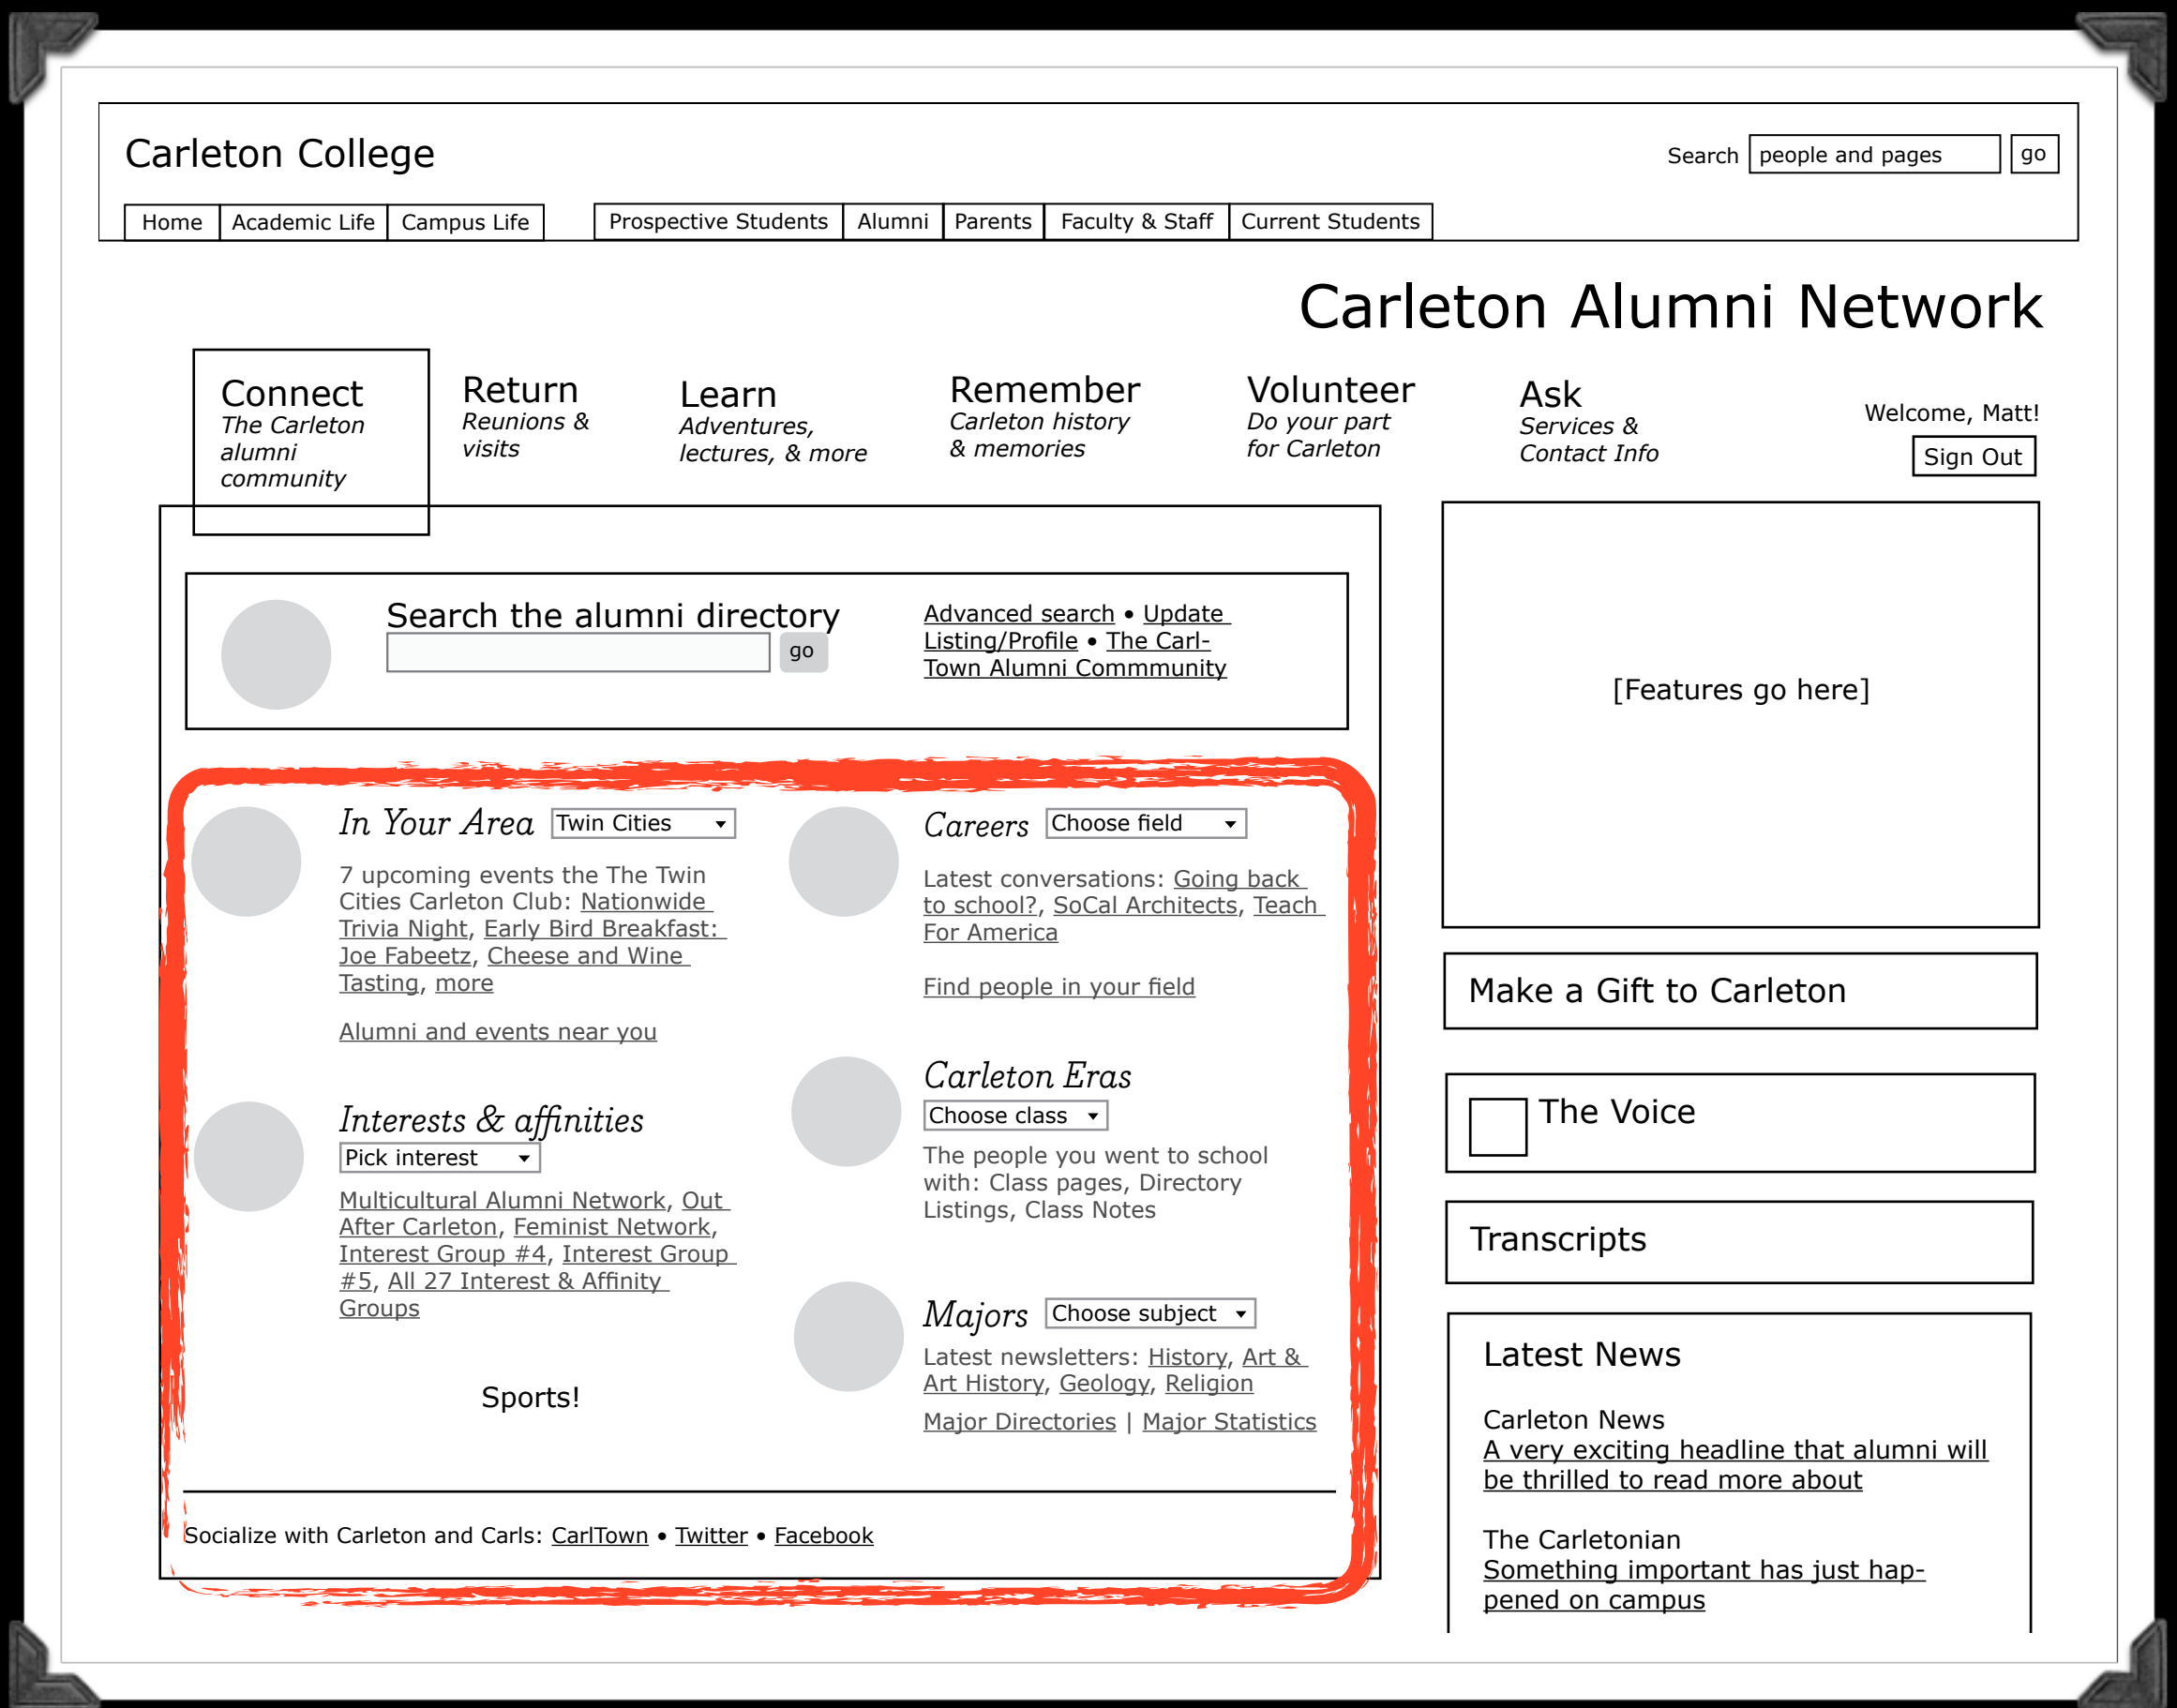 Carleton College
Search people and pages go
Home Academic Life Campus Life Prospective Students Alumni Parents Faculty & Staff Current Students
Carleton Alumni Network
Connect
The Carleton
alumni
community
Return
Reunions &
visits
Learn
Adventures,
lectures, & more
Remember
Carleton history
& memories
Volunteer
Do your part
for Carleton
Ask
Services &
Contact Info
Welcome, Matt!
Sign Out
Search the alumni directory
go
Advanced search • Update
Listing/Profile • The Carl-
Town Alumni Commmunity
In Your Area Twin Cities
7 upcoming events the The Twin
Cities Carleton Club: Nationwide
Trivia Night, Early Bird Breakfast:
Joe Fabeetz, Cheese and Wine
Tasting, more
Alumni and events near you
Interests & affinities
Pick interest
Multicultural Alumni Network, Out
After Carleton, Feminist Network,
Interest Group #4, Interest Group
#5, All 27 Interest & Affinity
Groups
Sports!
Careers Choose field
Latest conversations: Going back
to school?, SoCal Architects, Teach
For America
Find people in your field
Carleton Eras
Choose class
The people you went to school
with: Class pages, Directory
Listings, Class Notes
Majors Choose subject
Latest newsletters: History, Art &
Art History, Geology, Religion
Major Directories | Major Statistics
Socialize with Carleton and Carls: CarlTown • Twitter • Facebook
[Features go here]
Make a Gift to Carleton
The Voice
Transcripts
Latest News
Carleton News
A very exciting headline that alumni will
be thrilled to read more about
The Carletonian
Something important has just hap-
pened on campus